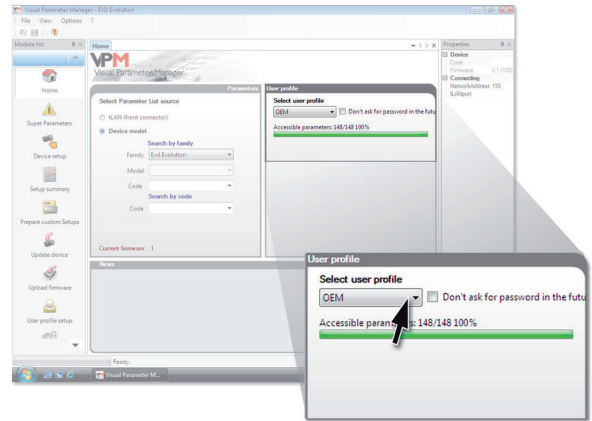 Visual Parameter Manager - EVD Evolution
File View Options ?
Module list
Home
Super Parameters
Device setup
Setup summary
Prepare custom Setups
Update device
Upload firmware
User profile setup
Home
VPM
Visual Parameter Manager
Parameters
Select Parameter List source
tLAN (front connector)
Device model
Search by family
Family Evd Evolution
Model
Code
Search by code
Code
Current firmware: .1
News
User profile
Select user profile
OEM Don't ask for password in the futu
Accessible parameters: 148/148 100%
Properties
Device
Code
Firmware 0.1 (100
Connecting
NetworkAddress 199
tLANport
Ready.
Visual Parameter M...
User profile
Select user profile
OEM Don't ask for password in the futu
Accessible parameters: 148/148 100%